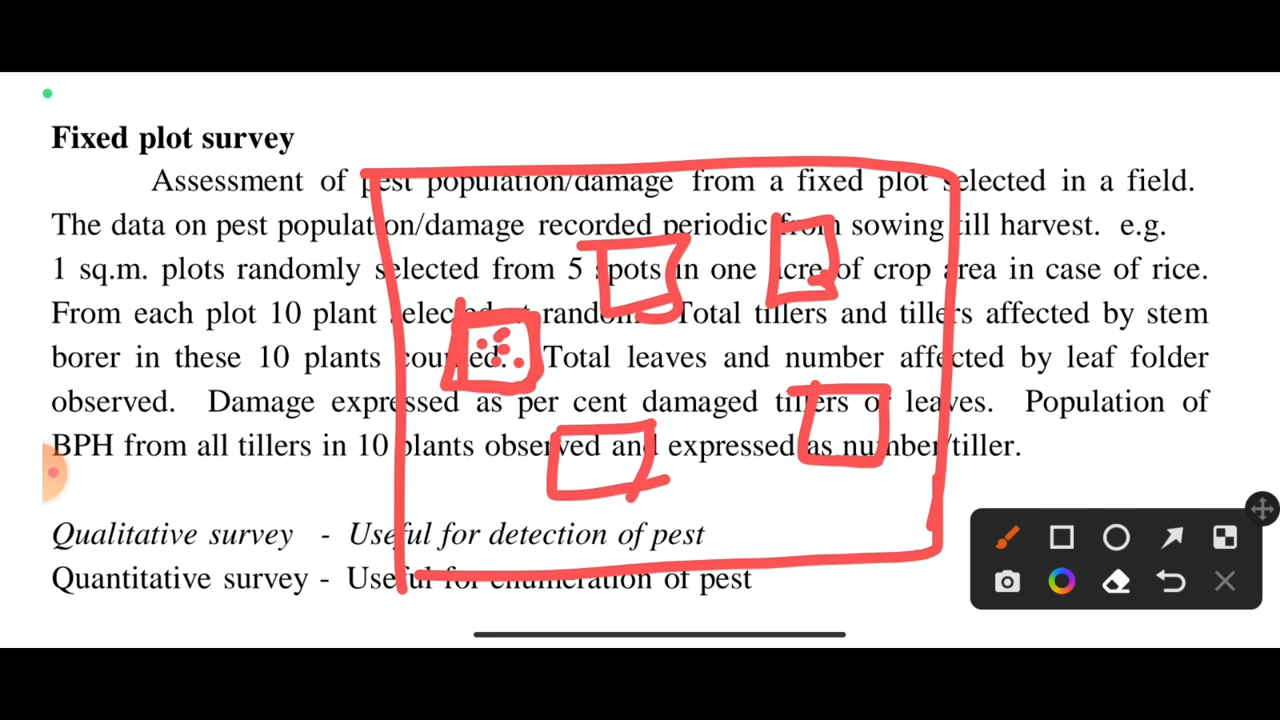 Fixed plot survey
Assessment of pest population/damage from a fixed plot selected in a field.
The data on pest population/damage recorded periodic from sowing till harvest. e.g.
1 sq.m. plots randomly selected from 5 spots in one acre of crop area in case of rice.
From each plot 10 plant selected at random. Total tillers and tillers affected by stem
borer in these 10 plants counted. Total leaves and number affected by leaf folder
observed. Damage expressed as per cent damaged tillers or leaves. Population of
BPH from all tillers in 10 plants observed and expressed as number/tiller.
Qualitative survey - Useful for detection of pest
Quantitative survey - Useful for enumeration of pest